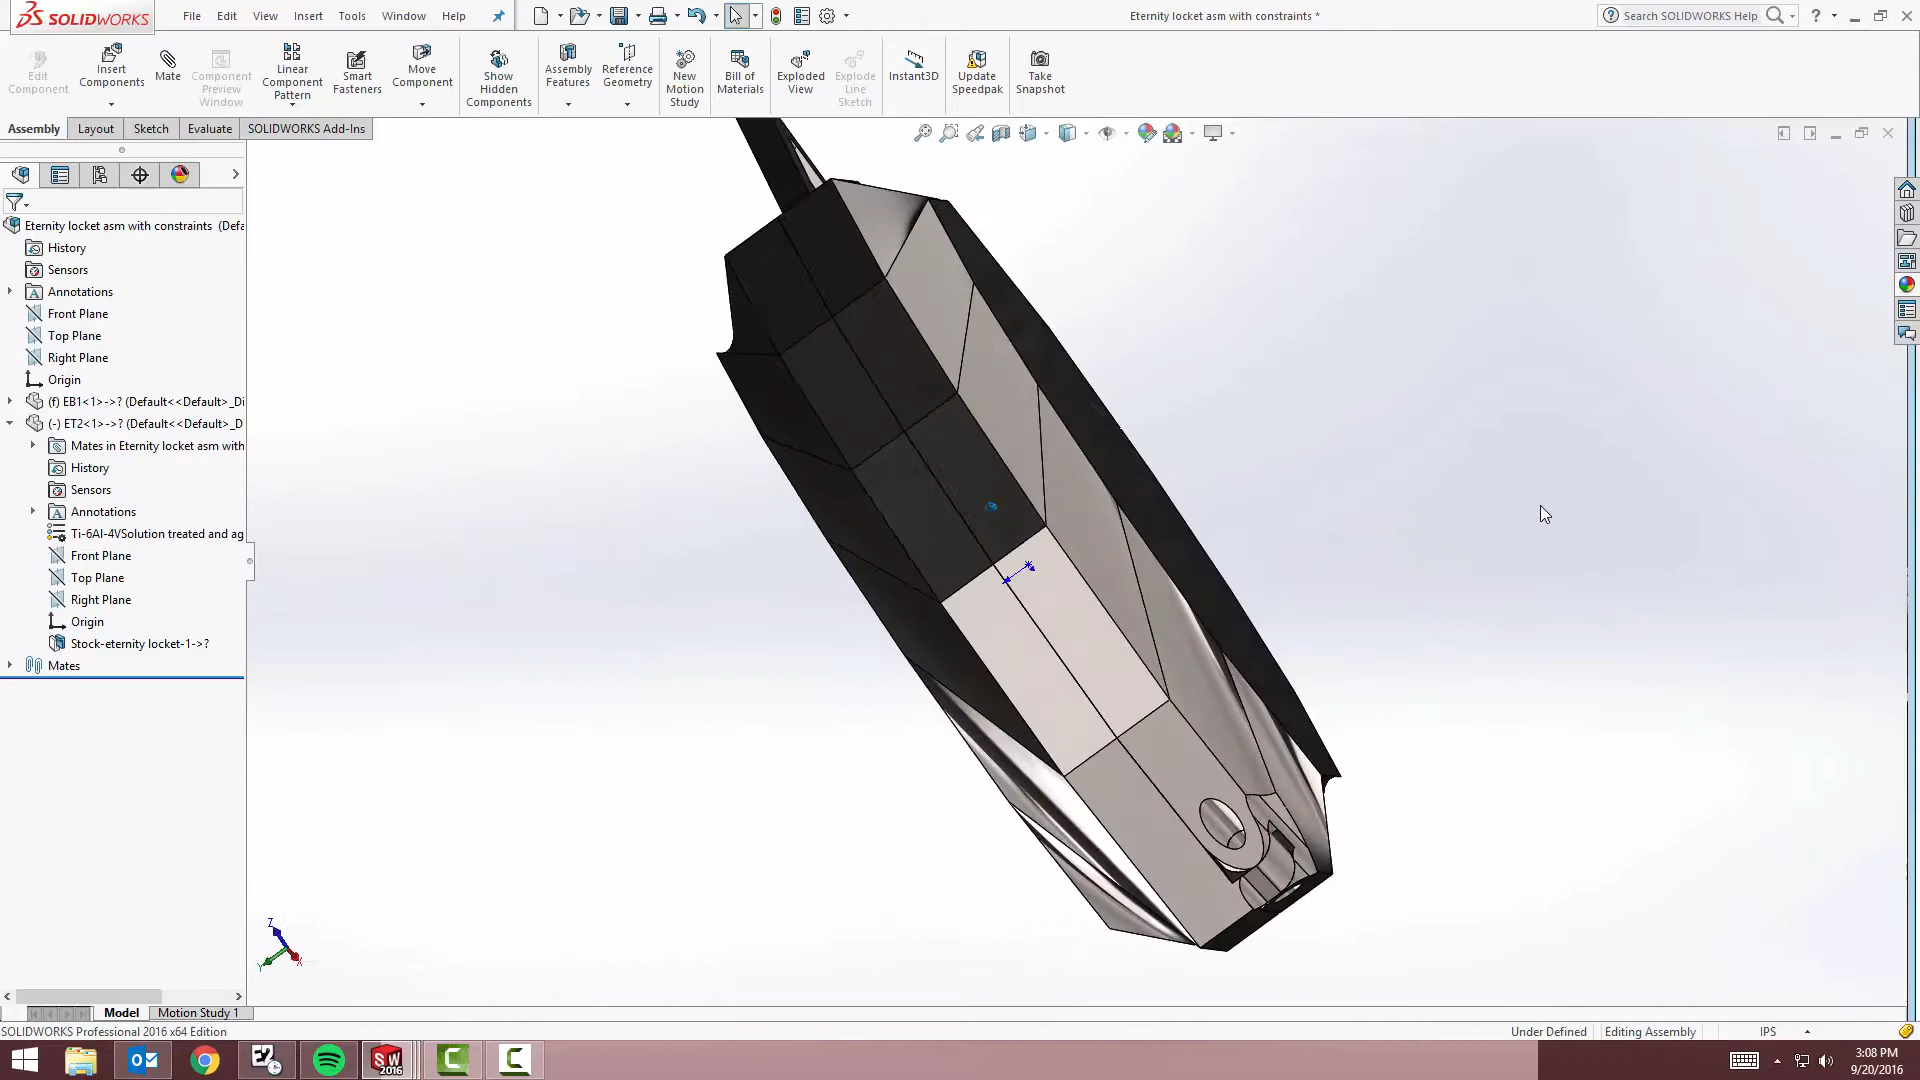 SOLIDWORKS File Edit View Insert Tools Window Help Eternity locket asm with constraints * Search SOLIDWORKS Help ?
Edit Component
Insert Components
Mate
Component Preview Window
Linear Component Pattern
Smart Fasteners
Move Component
Show Hidden Components
Assembly Features
Reference Geometry
New Motion Study
Bill of Materials
Exploded View
Explode Line Sketch
Instant3D
Update Speedpak
Take Snapshot
Assembly Layout Sketch Evaluate SOLIDWORKS Add-Ins
Eternity locket asm with constraints (Defa
History
Sensors
Annotations
Front Plane
Top Plane
Right Plane
Origin
(f) EB1<1>->? (Default<<Default>_Di
(-) ET2<1>->? (Default<<Default>_D
Mates in Eternity locket asm with
History
Sensors
Annotations
Ti-6Al-4VSolution treated and ag
Front Plane
Top Plane
Right Plane
Origin
Stock-eternity locket-1->?
Mates
Z
Y
X
Model Motion Study 1
SOLIDWORKS Professional 2016 x64 Edition Under Defined Editing Assembly IPS
E2 SW 2016
3:08 PM
9/20/2016